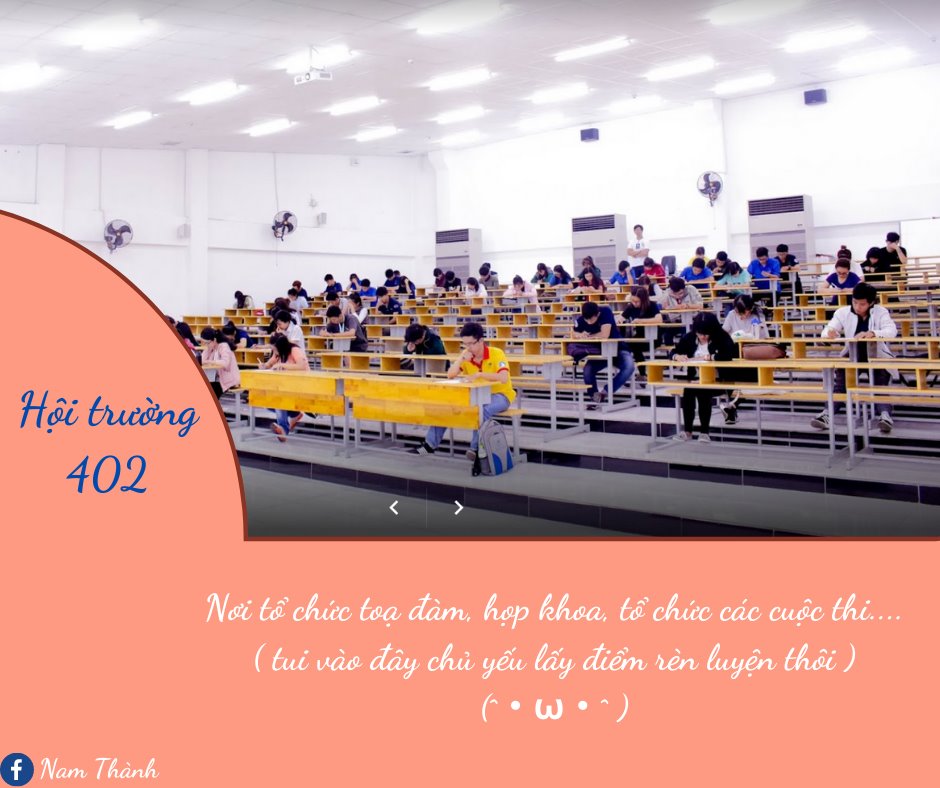 Hội trường
402
Nơi tổ chức toạ đàm, họp khoa, tổ chức các cuộc thi....
( tui vào đây chủ yếu lấy điểm rèn luyện thôi )
(ˆ • ω • ˆ )
Nam Thành